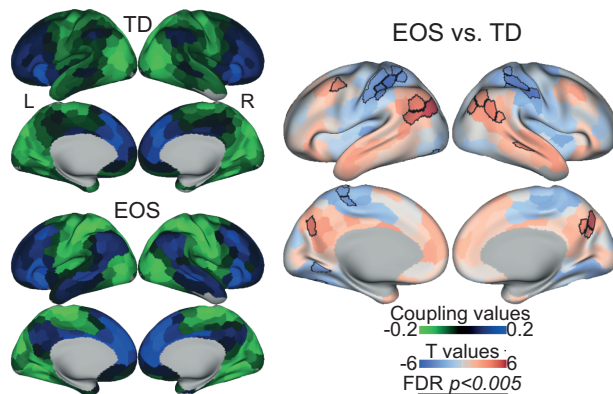 TD
L
R
EOS
EOS vs. TD
Coupling values
-0.2 0.2
T values
-6 6
FDR p<0.005